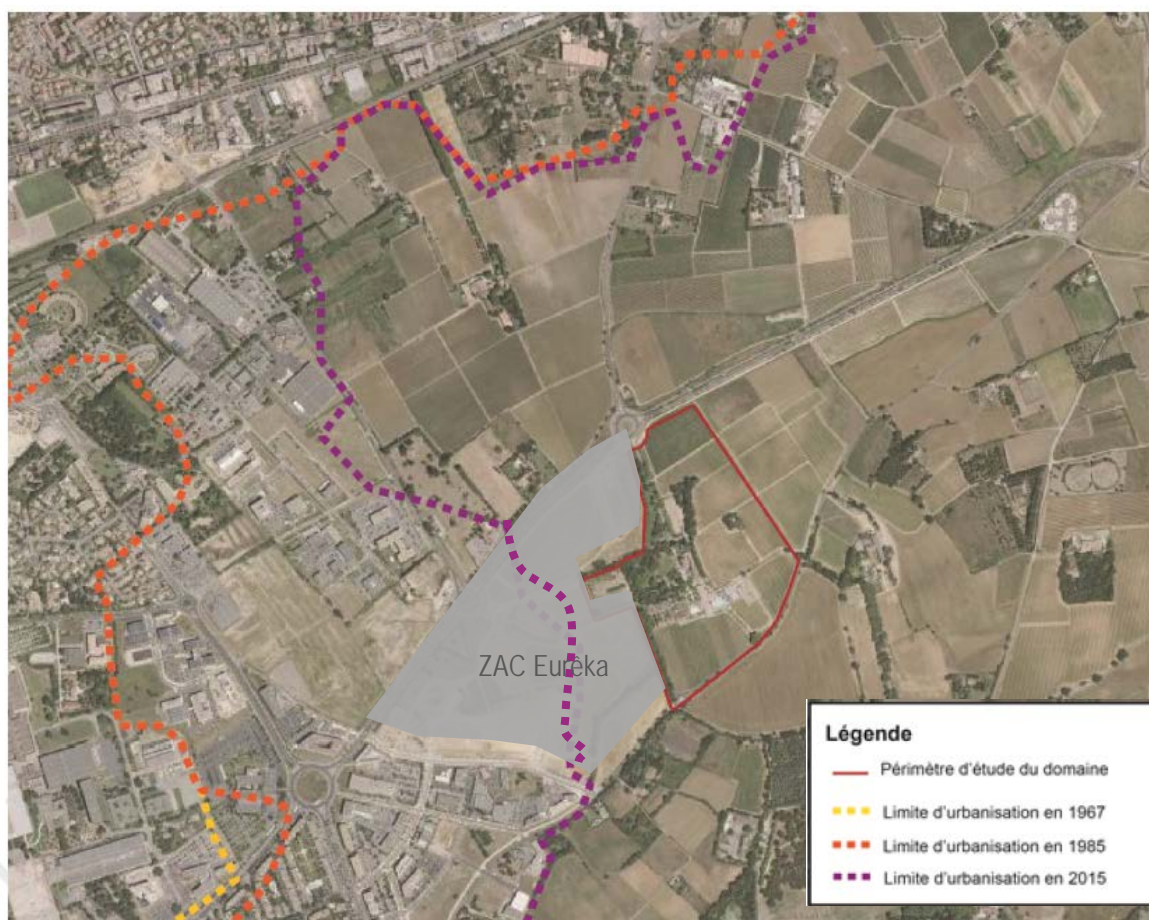 ZAC Eurêka
Légende
Périmètre d'étude du domaine
Limite d'urbanisation en 1967
Limite d'urbanisation en 1985
Limite d'urbanisation en 2015